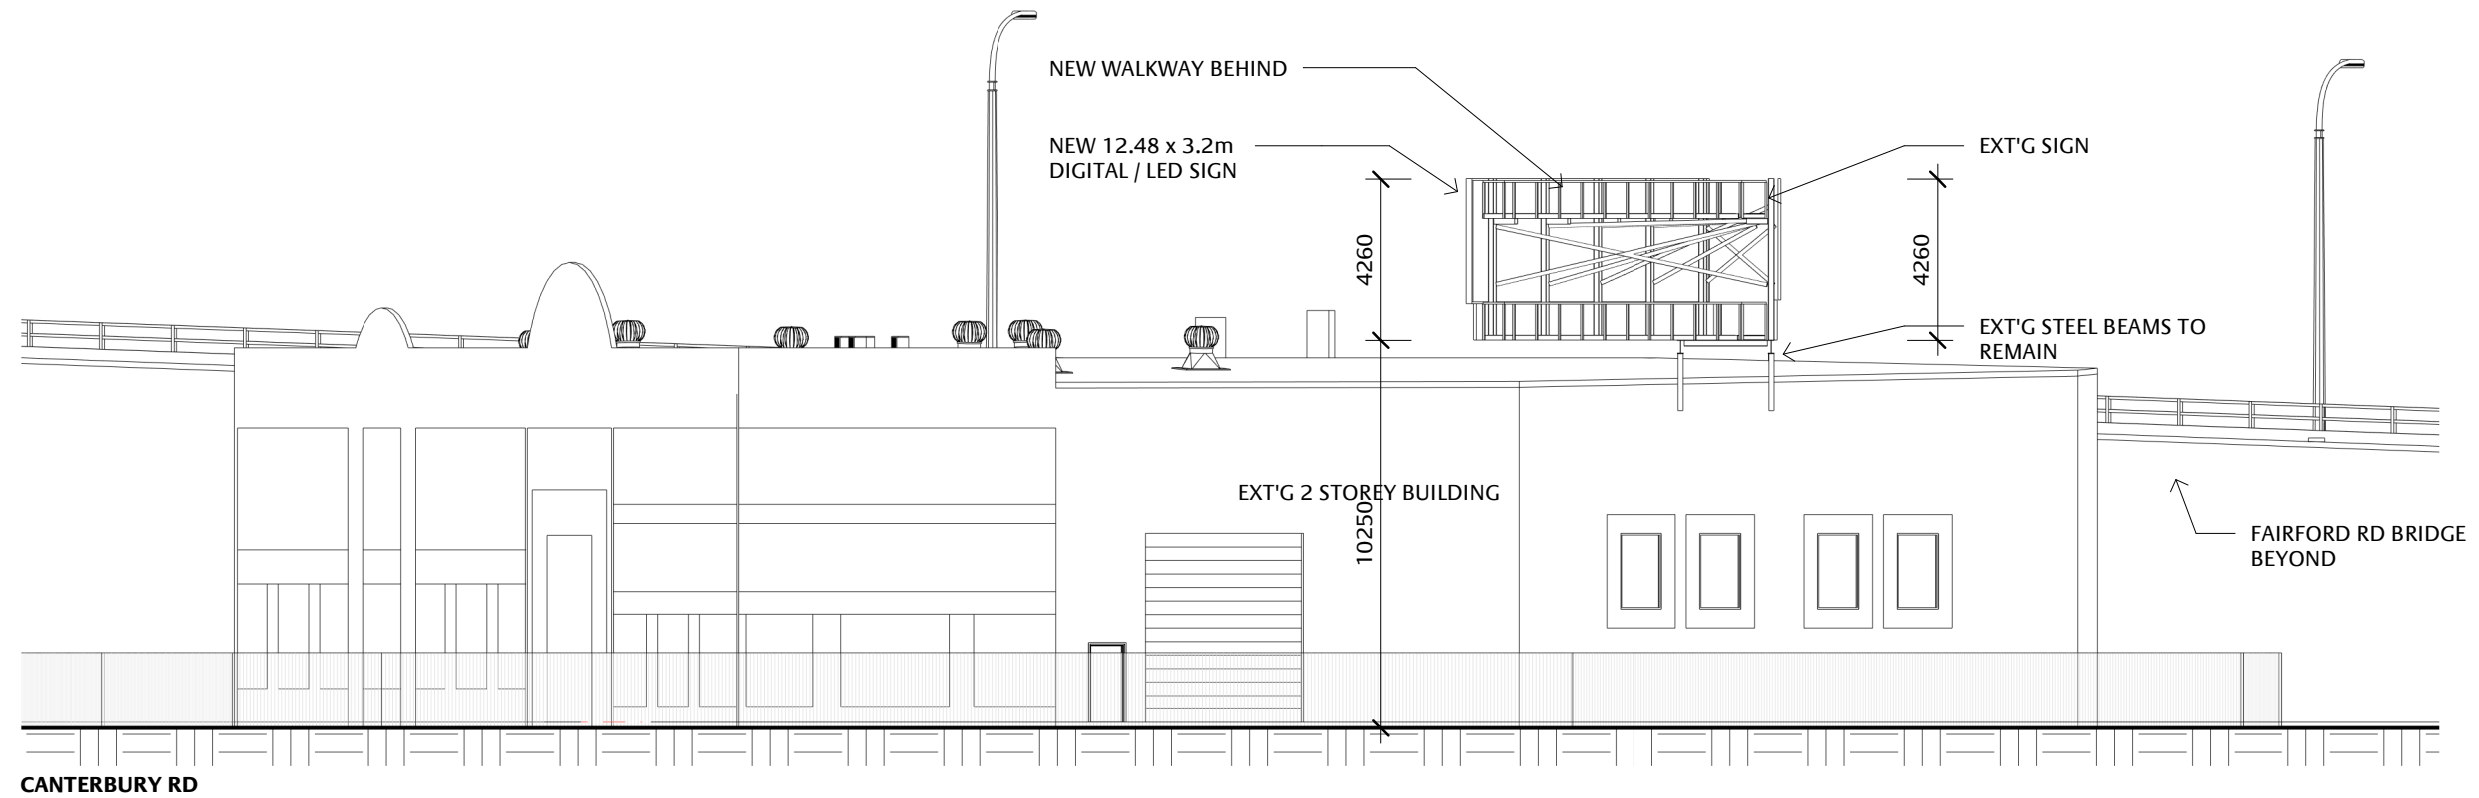 NEW WALKWAY BEHIND
NEW 12.48 x 3.2m
DIGITAL / LED SIGN
EXT'G SIGN
4260
4260
EXT'G STEEL BEAMS TO
REMAIN
EXT'G 2 STOREY BUILDING
10250
FAIRFORD RD BRIDGE
BEYOND
CANTERBURY RD